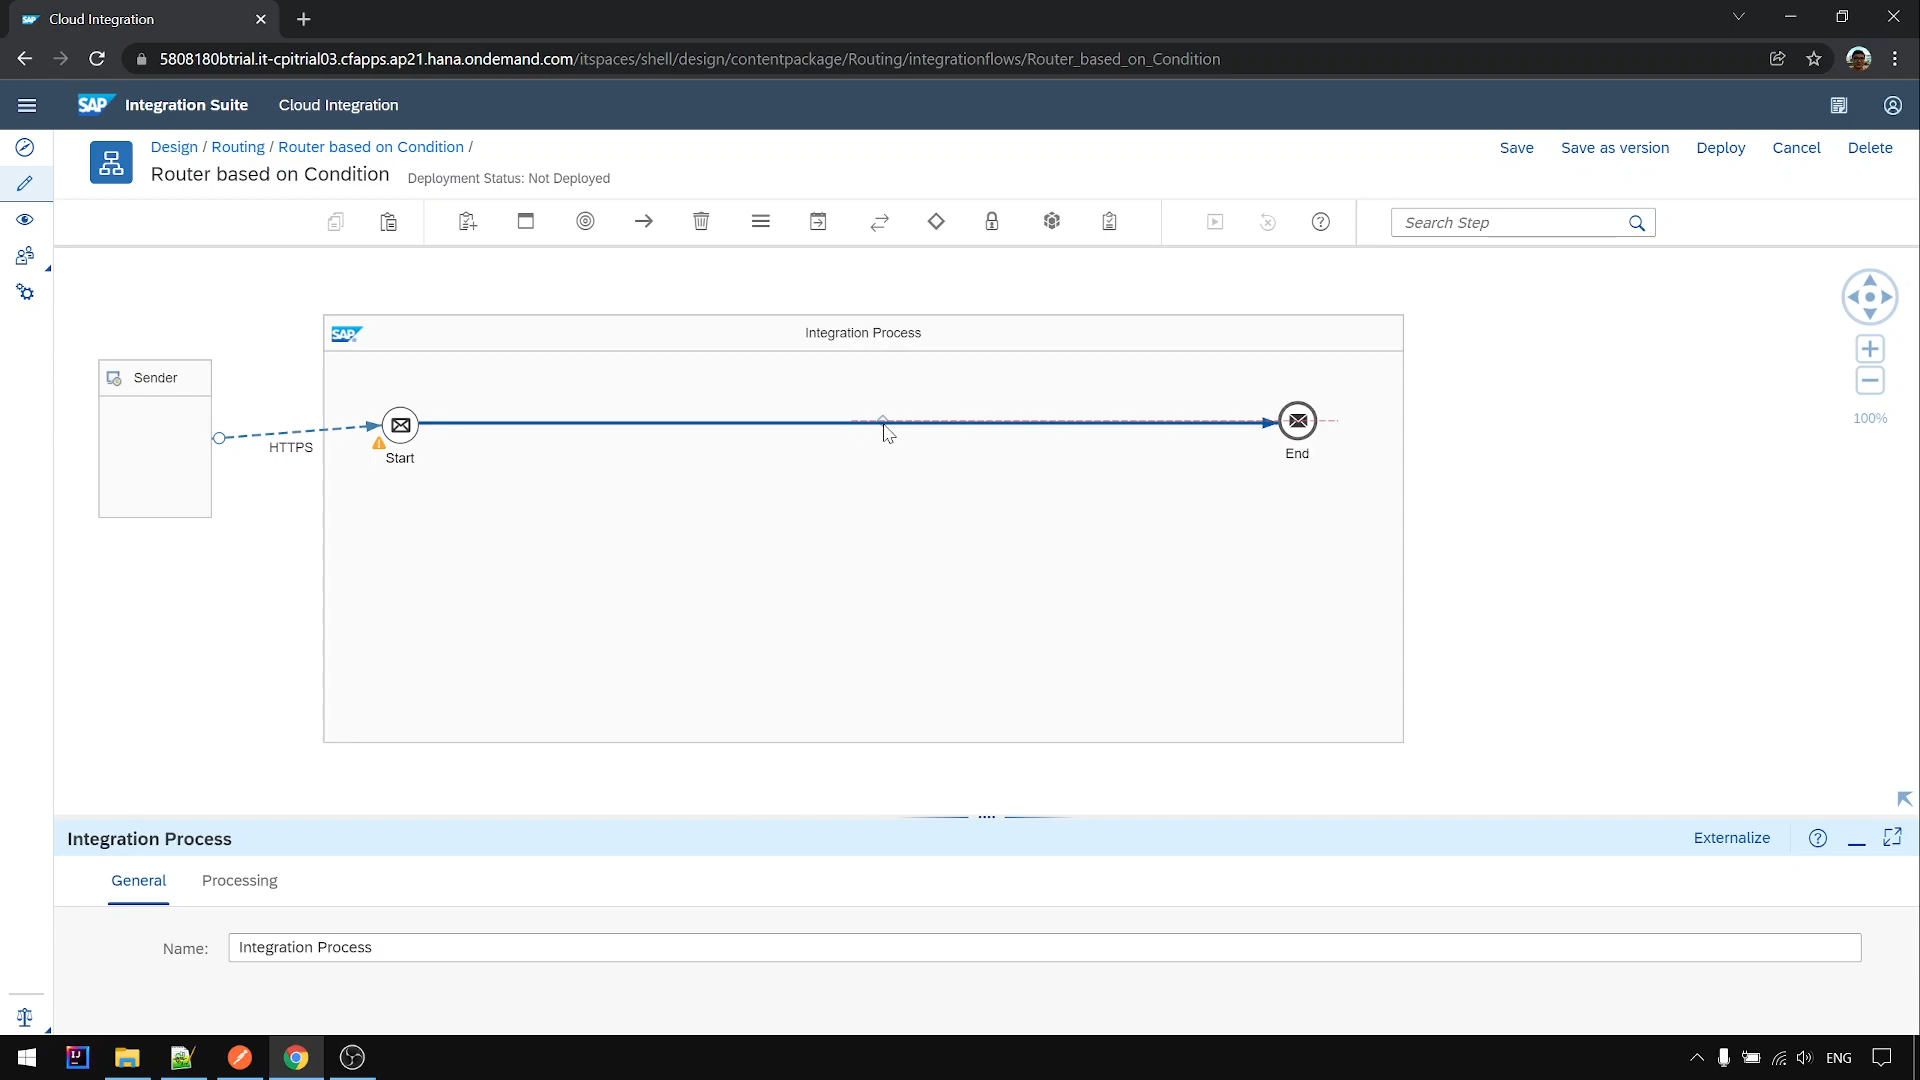 SAP Cloud Integration
5808180btrial.it-cpitrial03.cfapps.ap21.hana.ondemand.com/itspaces/shell/design/contentpackage/Routing/integrationflows/Router_based_on_Condition
SAP Integration Suite Cloud Integration
Design / Routing / Router based on Condition /
Router based on Condition Deployment Status: Not Deployed
Save Save as version Deploy Cancel Delete
Search Step
SAP Integration Process
Sender
HTTPS
Start
End
100%
Integration Process
Externalize
General Processing
Name: Integration Process
IJ
ENG